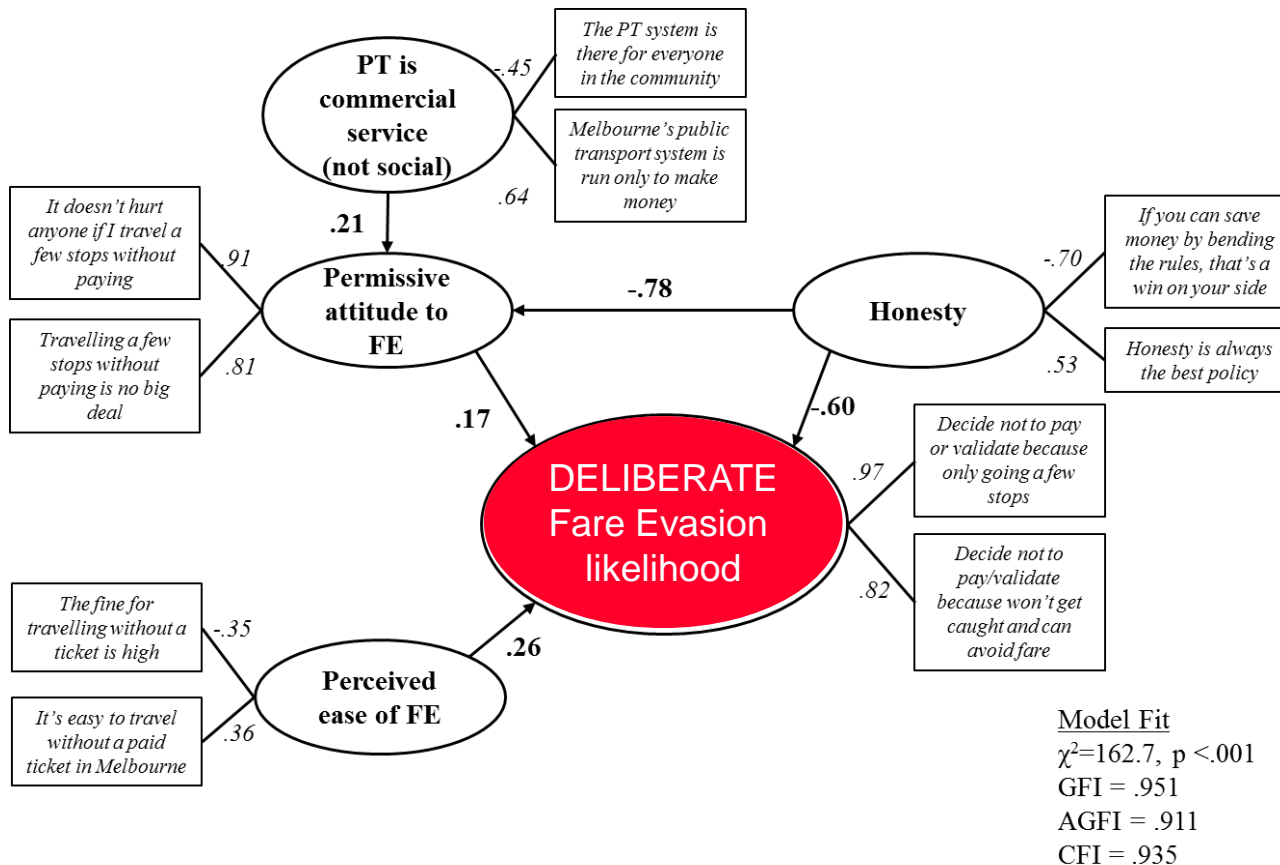 PT is
commercial
service
(not social)
-.45
The PT system is
there for everyone
in the community
Melbourne's public
transport system is
run only to make
money
.64
.21
It doesn't hurt
anyone if I travel a
few stops without
paying
.91
Travelling a few
stops without
paying is no big
deal
.81
Permissive
attitude to
FE
-.78
Honesty
-.70
If you can save
money by bending
the rules, that's a
win on your side
.53
Honesty is always
the best policy
.17
-.60
DELIBERATE
Fare Evasion
likelihood
.97
Decide not to pay
or validate because
only going a few
stops
.82
Decide not to
pay/validate
because won't get
caught and can
avoid fare
The fine for
travelling without a
ticket is high
-.35
It's easy to travel
without a paid
ticket in Melbourne
.36
Perceived
ease of FE
.26
Model Fit
χ²=162.7, p <.001
GFI = .951
AGFI = .911
CFI = .935